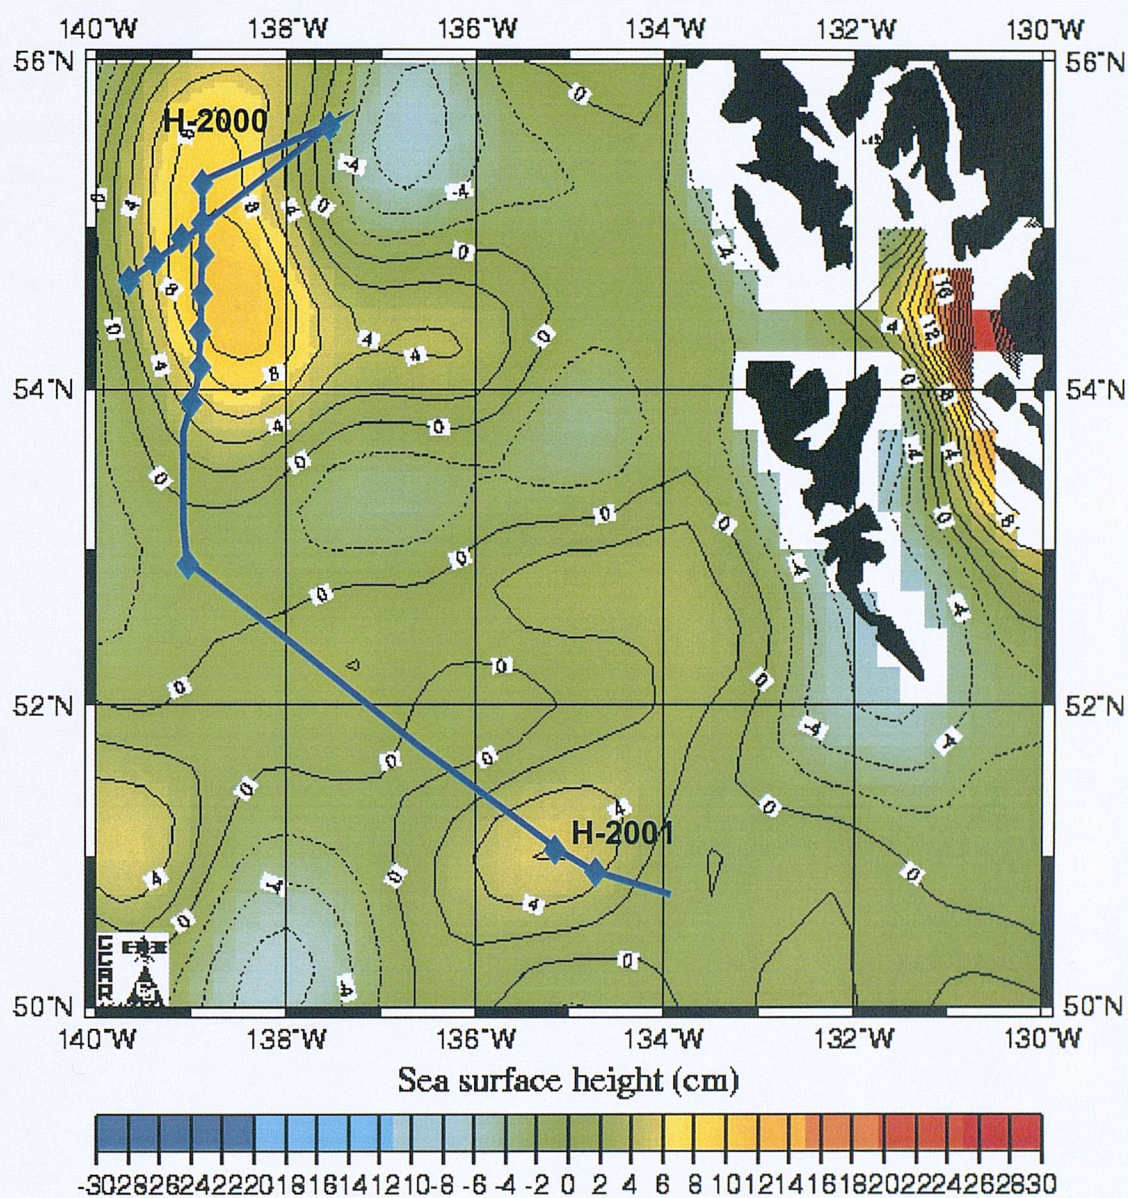 140°W 138°W 136°W 134°W 132°W 130°W
56°N 56°N
H-2000
54°N 54°N
52°N 52°N
H-2001
CCAR
50°N 50°N
140°W 138°W 136°W 134°W 132°W 130°W
Sea surface height (cm)
-30-28-26-24-22-20-18-16-14-12-10-8 -6 -4 -2 0 2 4 6 8 10 12 14 16 18 20 22 24 26 28 30